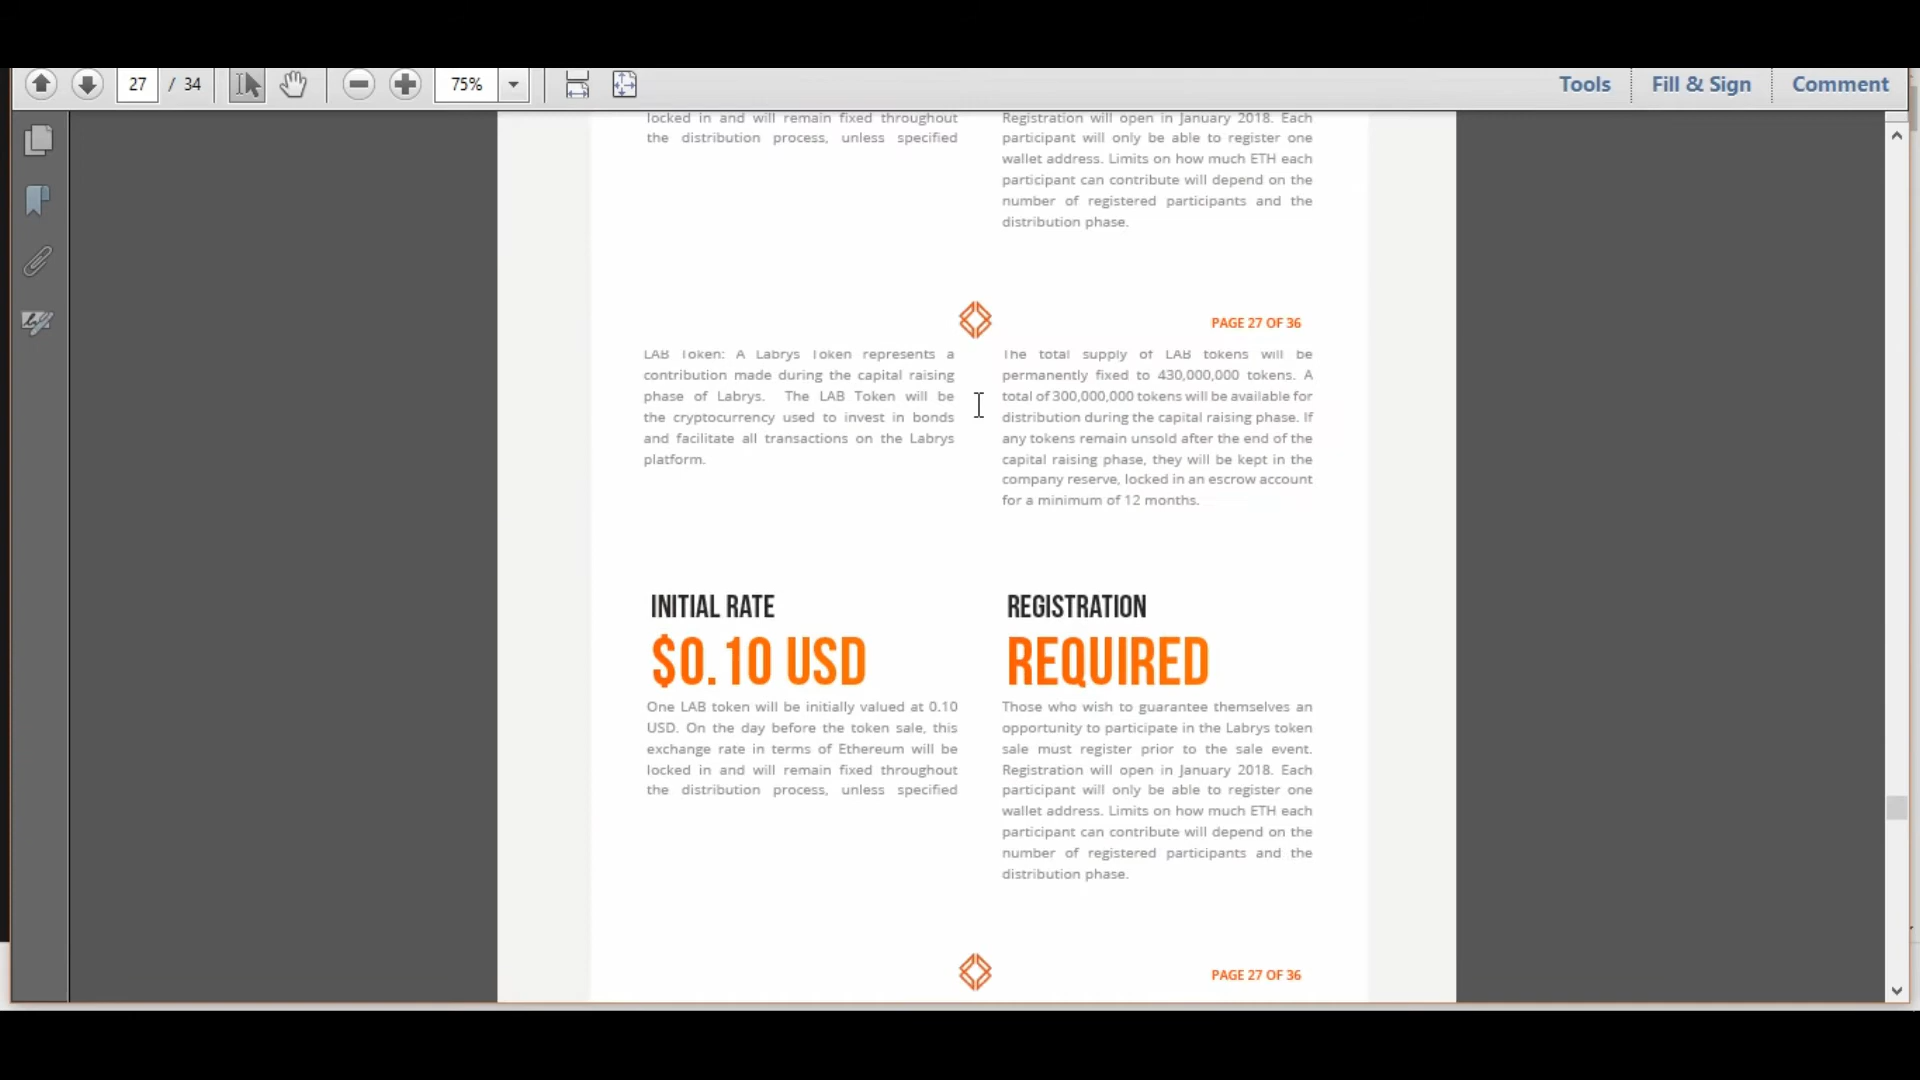 27 / 34
75%
Tools
Fill & Sign
Comment
locked in and will remain fixed throughout
the distribution process, unless specified
Registration will open in January 2018. Each
participant will only be able to register one
wallet address. Limits on how much ETH each
participant can contribute will depend on the
number of registered participants and the
distribution phase.
PAGE 27 OF 36
LAB Token: A Labrys Token represents a
contribution made during the capital raising
phase of Labrys. The LAB Token will be
the cryptocurrency used to invest in bonds
and facilitate all transactions on the Labrys
platform.
The total supply of LAB tokens will be
permanently fixed to 430,000,000 tokens. A
total of 300,000,000 tokens will be available for
distribution during the capital raising phase. If
any tokens remain unsold after the end of the
capital raising phase, they will be kept in the
company reserve, locked in an escrow account
for a minimum of 12 months.
INITIAL RATE
$0.10 USD
One LAB token will be initially valued at 0.10
USD. On the day before the token sale, this
exchange rate in terms of Ethereum will be
locked in and will remain fixed throughout
the distribution process, unless specified
REGISTRATION
REQUIRED
Those who wish to guarantee themselves an
opportunity to participate in the Labrys token
sale must register prior to the sale event.
Registration will open in January 2018. Each
participant will only be able to register one
wallet address. Limits on how much ETH each
participant can contribute will depend on the
number of registered participants and the
distribution phase.
PAGE 27 OF 36